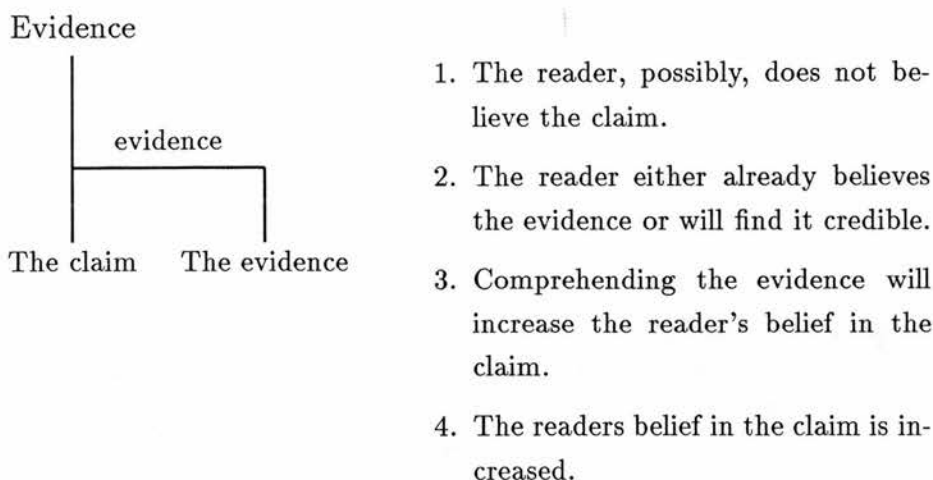 Evidence
evidence
The claim The evidence
1. The reader, possibly, does not be-
lieve the claim.
2. The reader either already believes
the evidence or will find it credible.
3. Comprehending the evidence will
increase the reader's belief in the
claim.
4. The readers belief in the claim is in-
creased.